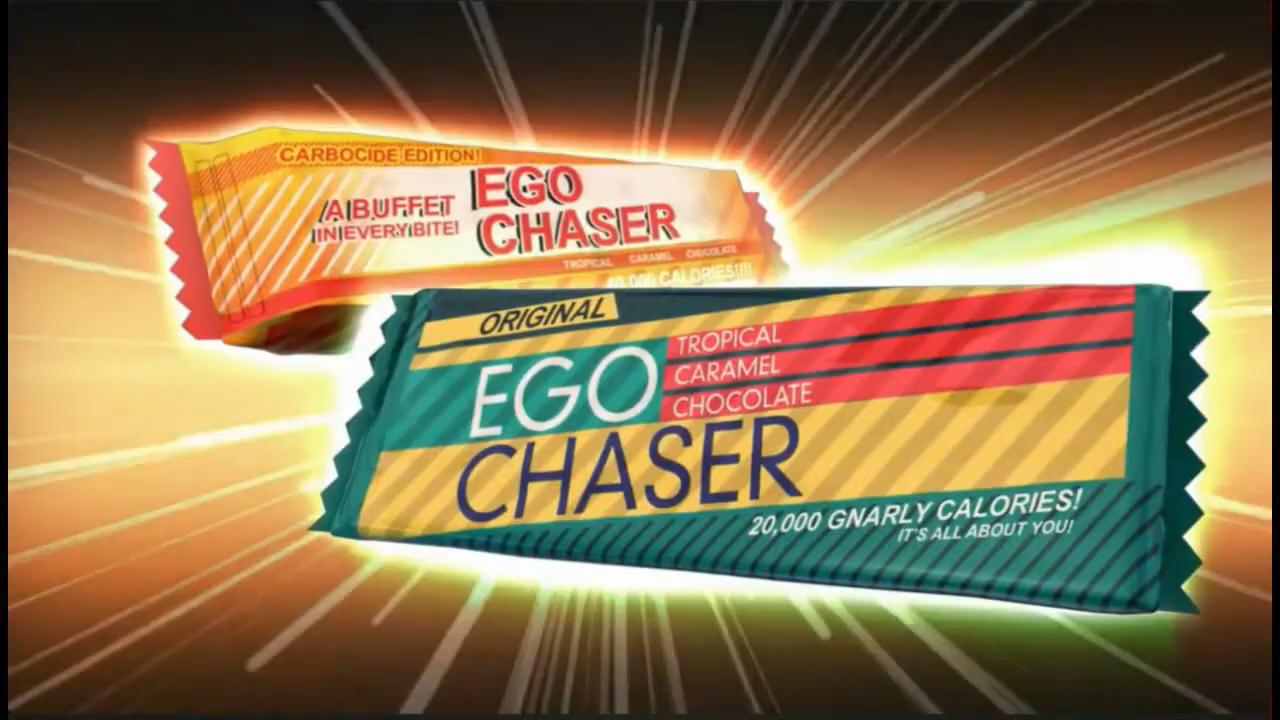 CARBOCIDE EDITION!
A BUFFET
IN EVERY BITE!
EGO
CHASER
TROPICAL CARAMEL CHOCOLATE
CALORIES!!!!
ORIGINAL
EGO
CHASER
TROPICAL
CARAMEL
CHOCOLATE
20,000 GNARLY CALORIES!
IT'S ALL ABOUT YOU!